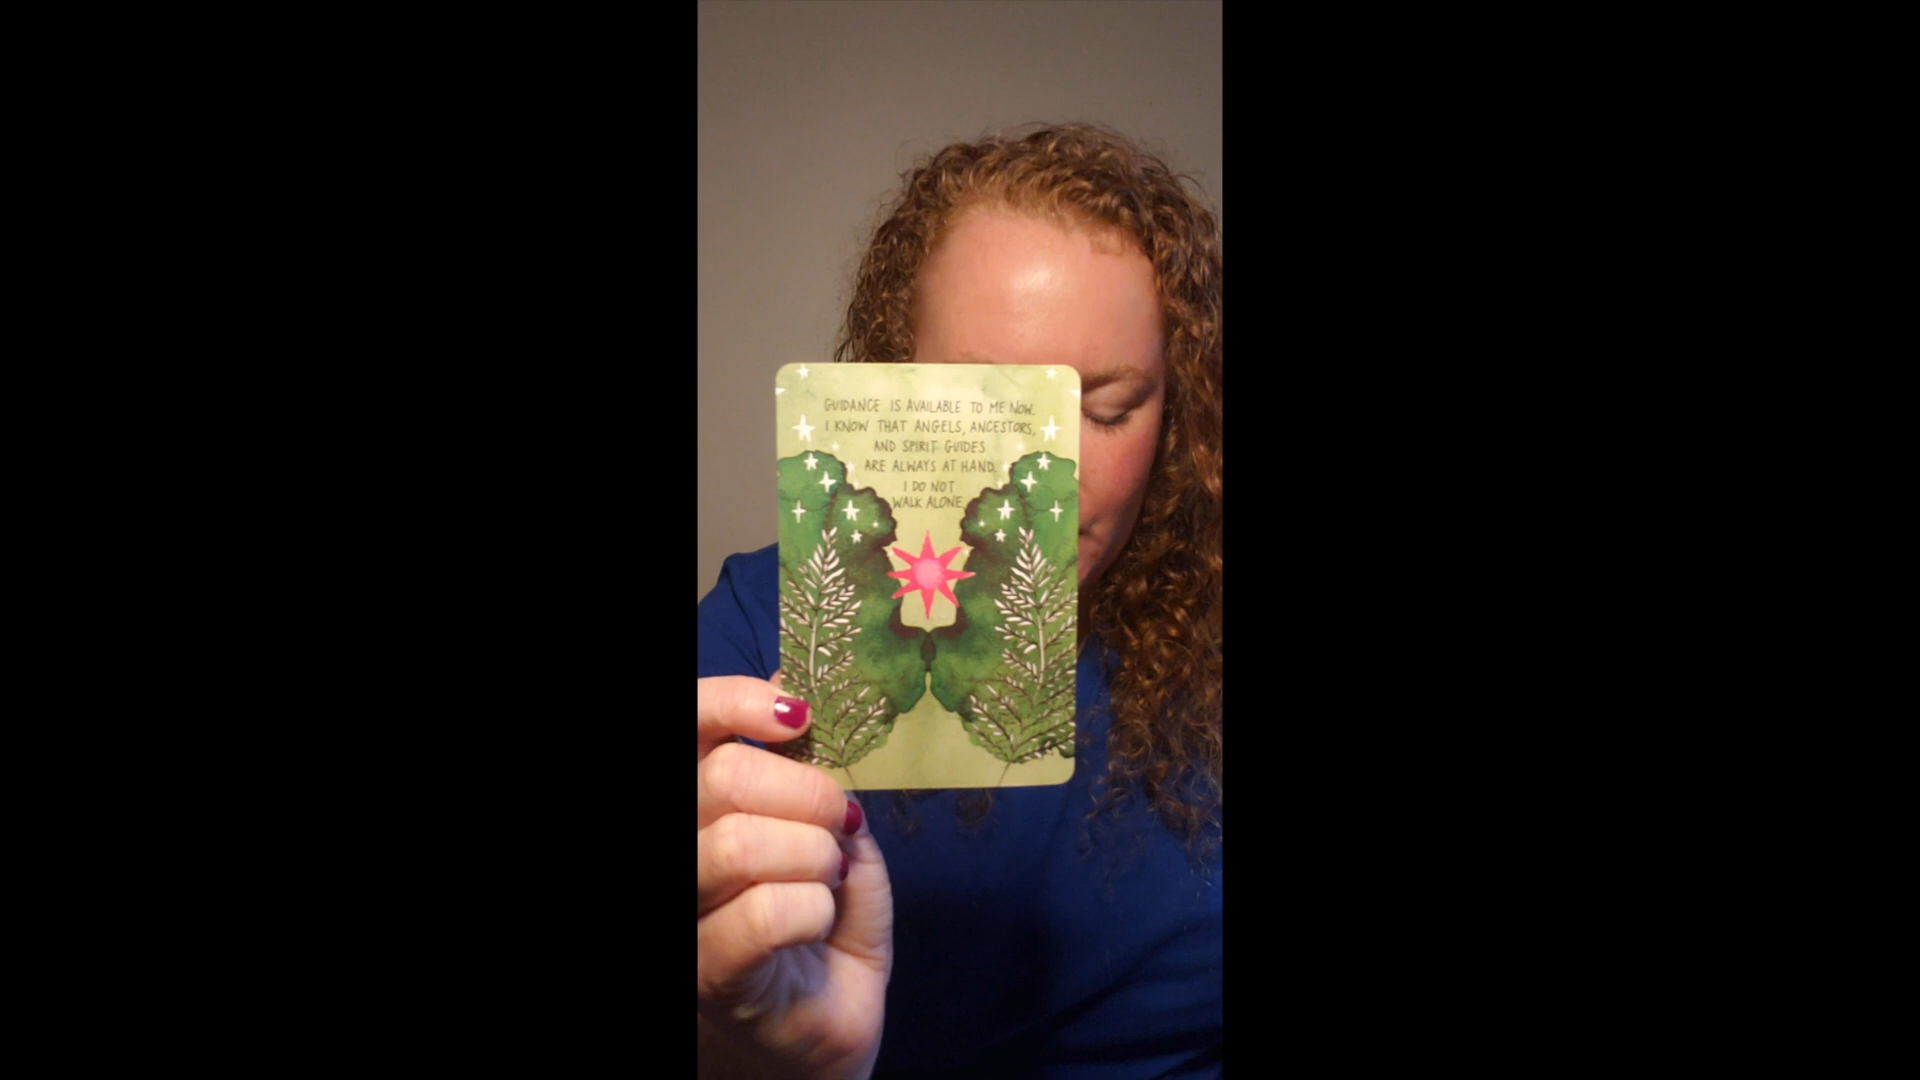 GUIDANCE IS AVAILABLE TO ME NOW.
I KNOW THAT ANGELS, ANCESTORS,
AND SPIRIT GUIDES
ARE ALWAYS AT HAND.
I DO NOT
WALK ALONE.